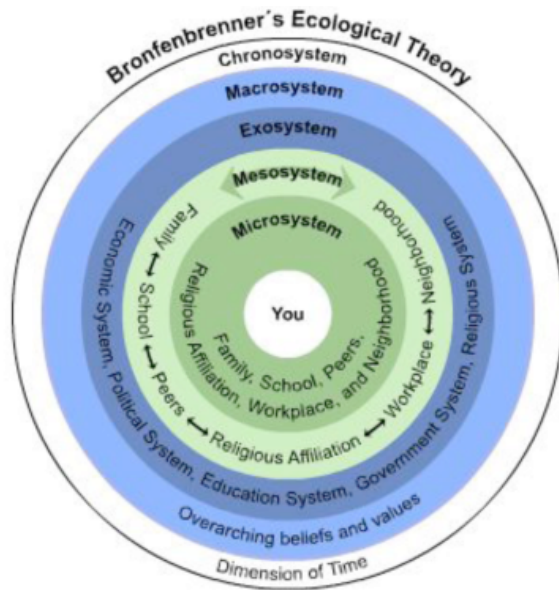 Bronfenbrenner´s Ecological Theory
Chronosystem
Macrosystem
Exosystem
Mesosystem
Microsystem
You
Family, School, Peers,
Religious Affiliation, Workplace, and Neighborhood
Family ↔ School ↔ Peers ↔ Religious Affiliation ↔ Workplace ↔ Neighborhood
Economic System, Political System, Education System, Government System, Religious System
Overarching beliefs and values
Dimension of Time